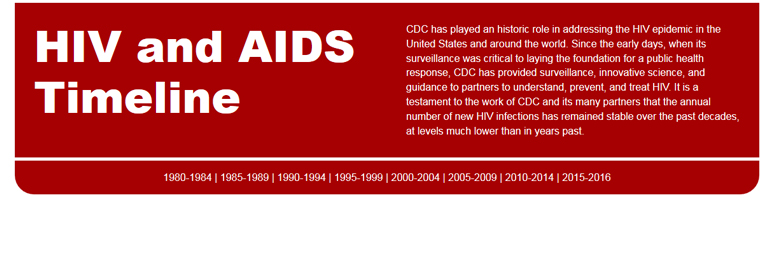 HIV and AIDS
Timeline
CDC has played an historic role in addressing the HIV epidemic in the
United States and around the world. Since the early days, when its
surveillance was critical to laying the foundation for a public health
response, CDC has provided surveillance, innovative science, and
guidance to partners to understand, prevent, and treat HIV. It is a
testament to the work of CDC and its many partners that the annual
number of new HIV infections has remained stable over the past decades,
at levels much lower than in years past.
1980-1984 | 1985-1989 | 1990-1994 | 1995-1999 | 2000-2004 | 2005-2009 | 2010-2014 | 2015-2016